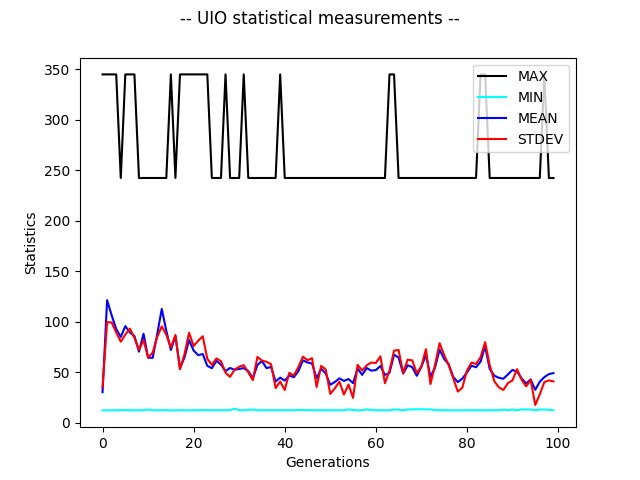 -- UIO statistical measurements --
350
300
250
200
150
100
50
0
Statistics
MAX
MIN
MEAN
STDEV
0 20 40 60 80 100
Generations